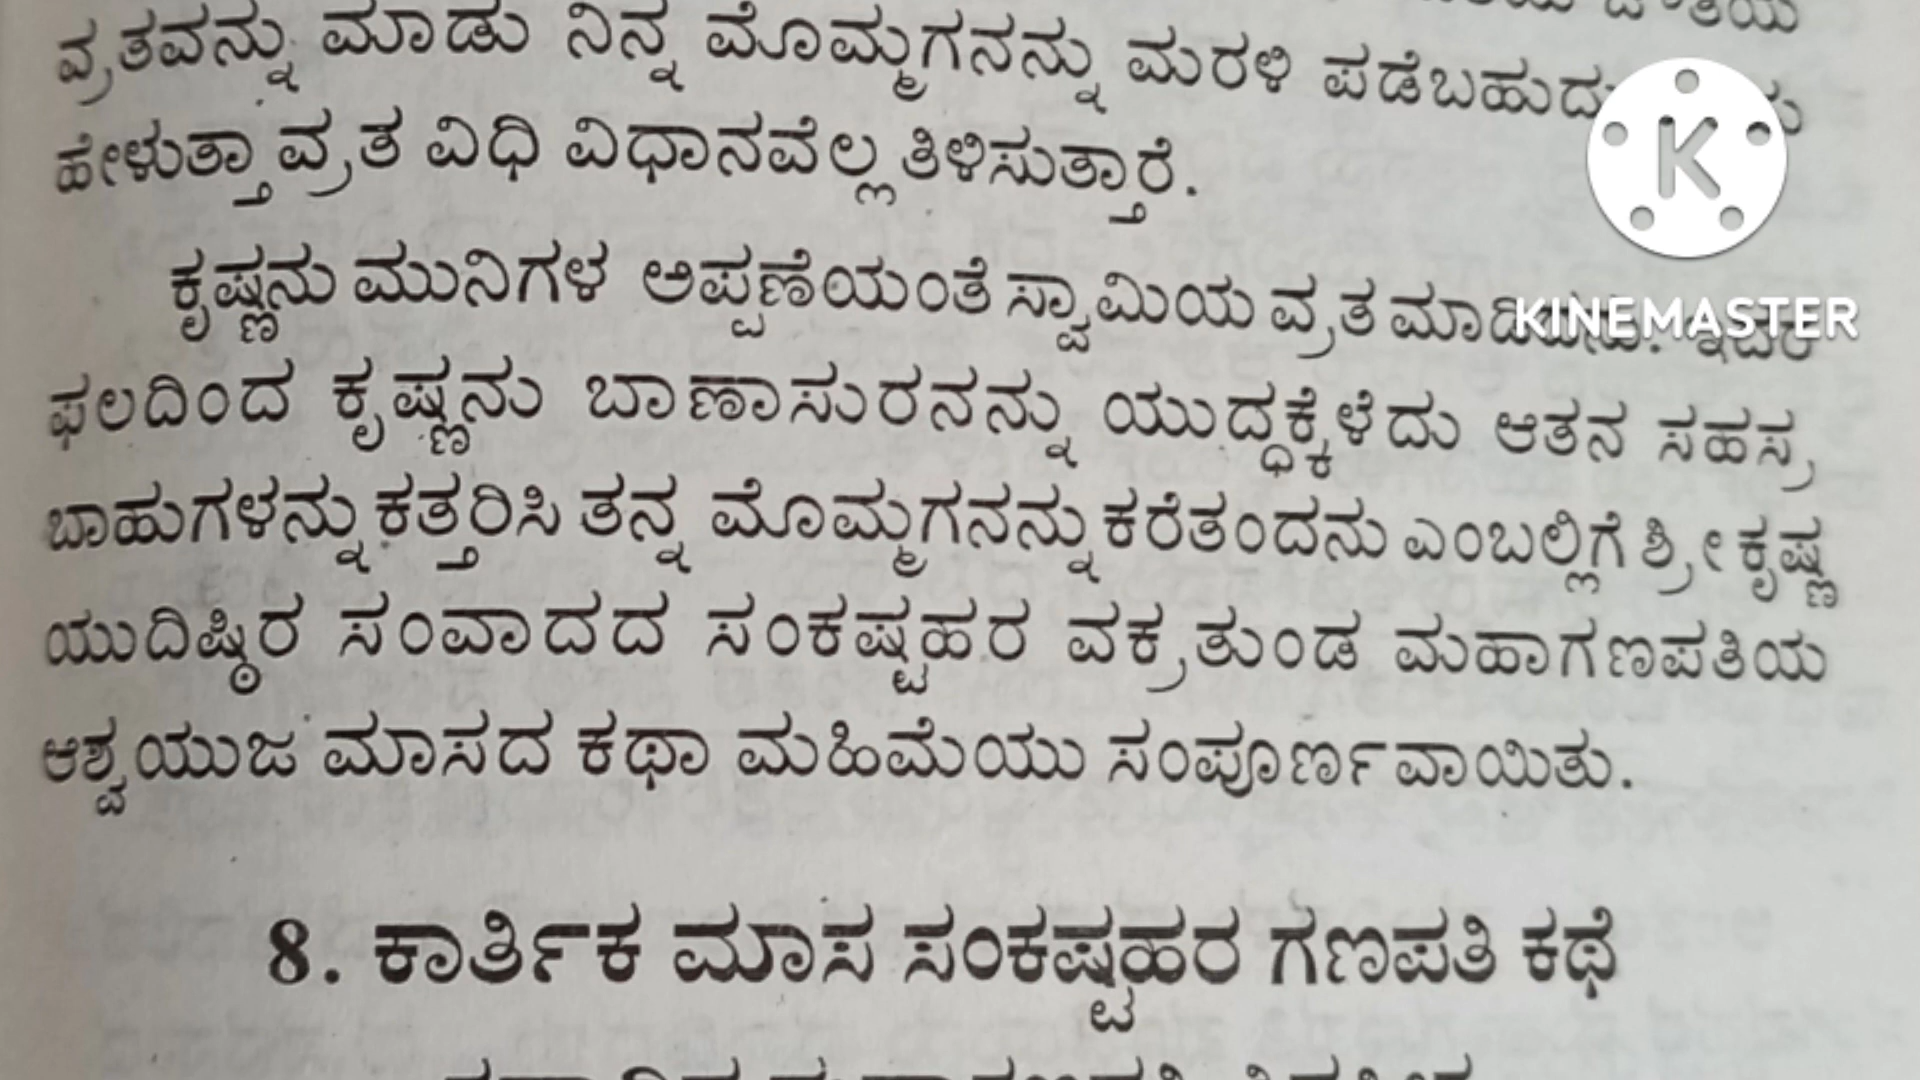 ವ್ರತವನ್ನು ಮಾಡು ನಿನ್ನ ಮೊಮ್ಮಗನನ್ನು ಮರಳಿ ಪಡೆಬಹುದು
ಹೇಳುತ್ತಾ ವ್ರತ ವಿಧಿ ವಿಧಾನವೆಲ್ಲ ತಿಳಿಸುತ್ತಾರೆ.
ಕೃಷ್ಣನು ಮುನಿಗಳ ಅಪ್ಪಣೆಯಂತೆ ಸ್ವಾಮಿಯ ವ್ರತ
KINEMASTER
ಫಲದಿಂದ ಕೃಷ್ಣನು ಬಾಣಾಸುರನನ್ನು ಯುದ್ಧಕ್ಕೆಳೆದು ಆತನ ಸಹಸ್ರ
ಬಾಹುಗಳನ್ನು ಕತ್ತರಿಸಿ ತನ್ನ ಮೊಮ್ಮಗನನ್ನು ಕರೆತಂದನು ಎಂಬಲ್ಲಿಗೆ ಶ್ರೀ ಕೃಷ್ಣ
ಯುದಿಷ್ಠಿರ ಸಂವಾದದ ಸಂಕಷ್ಟಹರ ವಕ್ರತುಂಡ ಮಹಾಗಣಪತಿಯ
ಆಶ್ವಯುಜ ಮಾಸದ ಕಥಾ ಮಹಿಮೆಯು ಸಂಪೂರ್ಣವಾಯಿತು.
8. ಕಾರ್ತಿಕ ಮಾಸ ಸಂಕಷ್ಟಹರ ಗಣಪತಿ ಕಥೆ